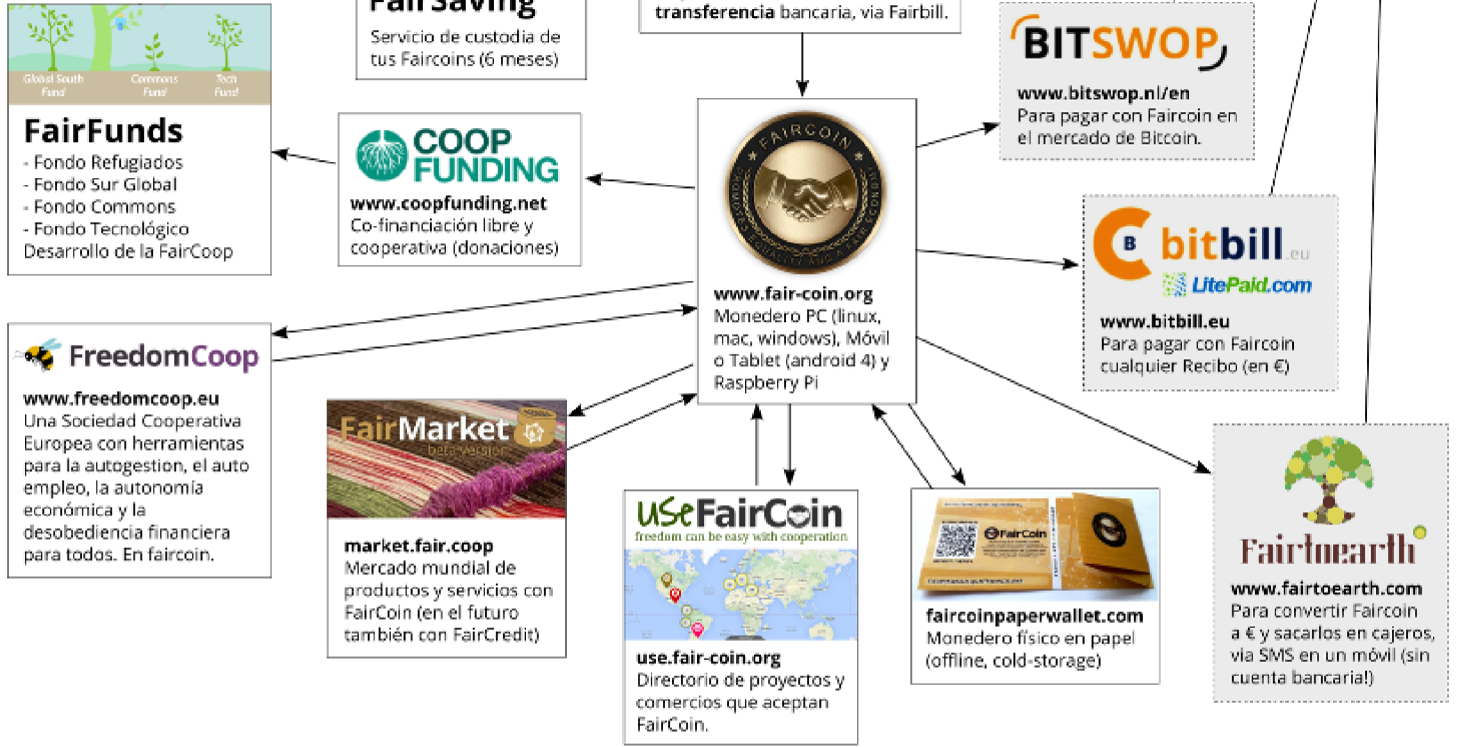 Global South
Fund
Commons
Fund
Tech
Fund
FairFunds
- Fondo Refugiados
- Fondo Sur Global
- Fondo Commons
- Fondo Tecnológico
Desarrollo de la FairCoop
FairSaving
Servicio de custodia de
tus Faircoins (6 meses)
transferencia bancaria, via Fairbill.
BITSWOP
www.bitswop.nl/en
Para pagar con Faircoin en
el mercado de Bitcoin.
COOP
FUNDING
www.coopfunding.net
Co-financiación libre y
cooperativa (donaciones)
FAIRCOIN
PROMOTES EQUALITY AND A FAIR ECONOMY
www.fair-coin.org
Monedero PC (linux,
mac, windows), Móvil
o Tablet (android 4) y
Raspberry Pi
B
bitbill.eu
LitePaid.com
www.bitbill.eu
Para pagar con Faircoin
cualquier Recibo (en €)
FreedomCoop
www.freedomcoop.eu
Una Sociedad Cooperativa
Europea con herramientas
para la autogestion, el auto
empleo, la autonomía
económica y la
desobediencia financiera
para todos. En faircoin.
FairMarket
beta-version
market.fair.coop
Mercado mundial de
productos y servicios con
FairCoin (en el futuro
también con FairCredit)
useFairCoin
freedom can be easy with cooperation
use.fair-coin.org
Directorio de proyectos y
comercios que aceptan
FairCoin.
FairCoin
faircoinpaperwallet.com
Monedero físico en papel
(offline, cold-storage)
Fairtoearth
www.fairtoearth.com
Para convertir Faircoin
a € y sacarlos en cajeros,
via SMS en un móvil (sin
cuenta bancaria!)